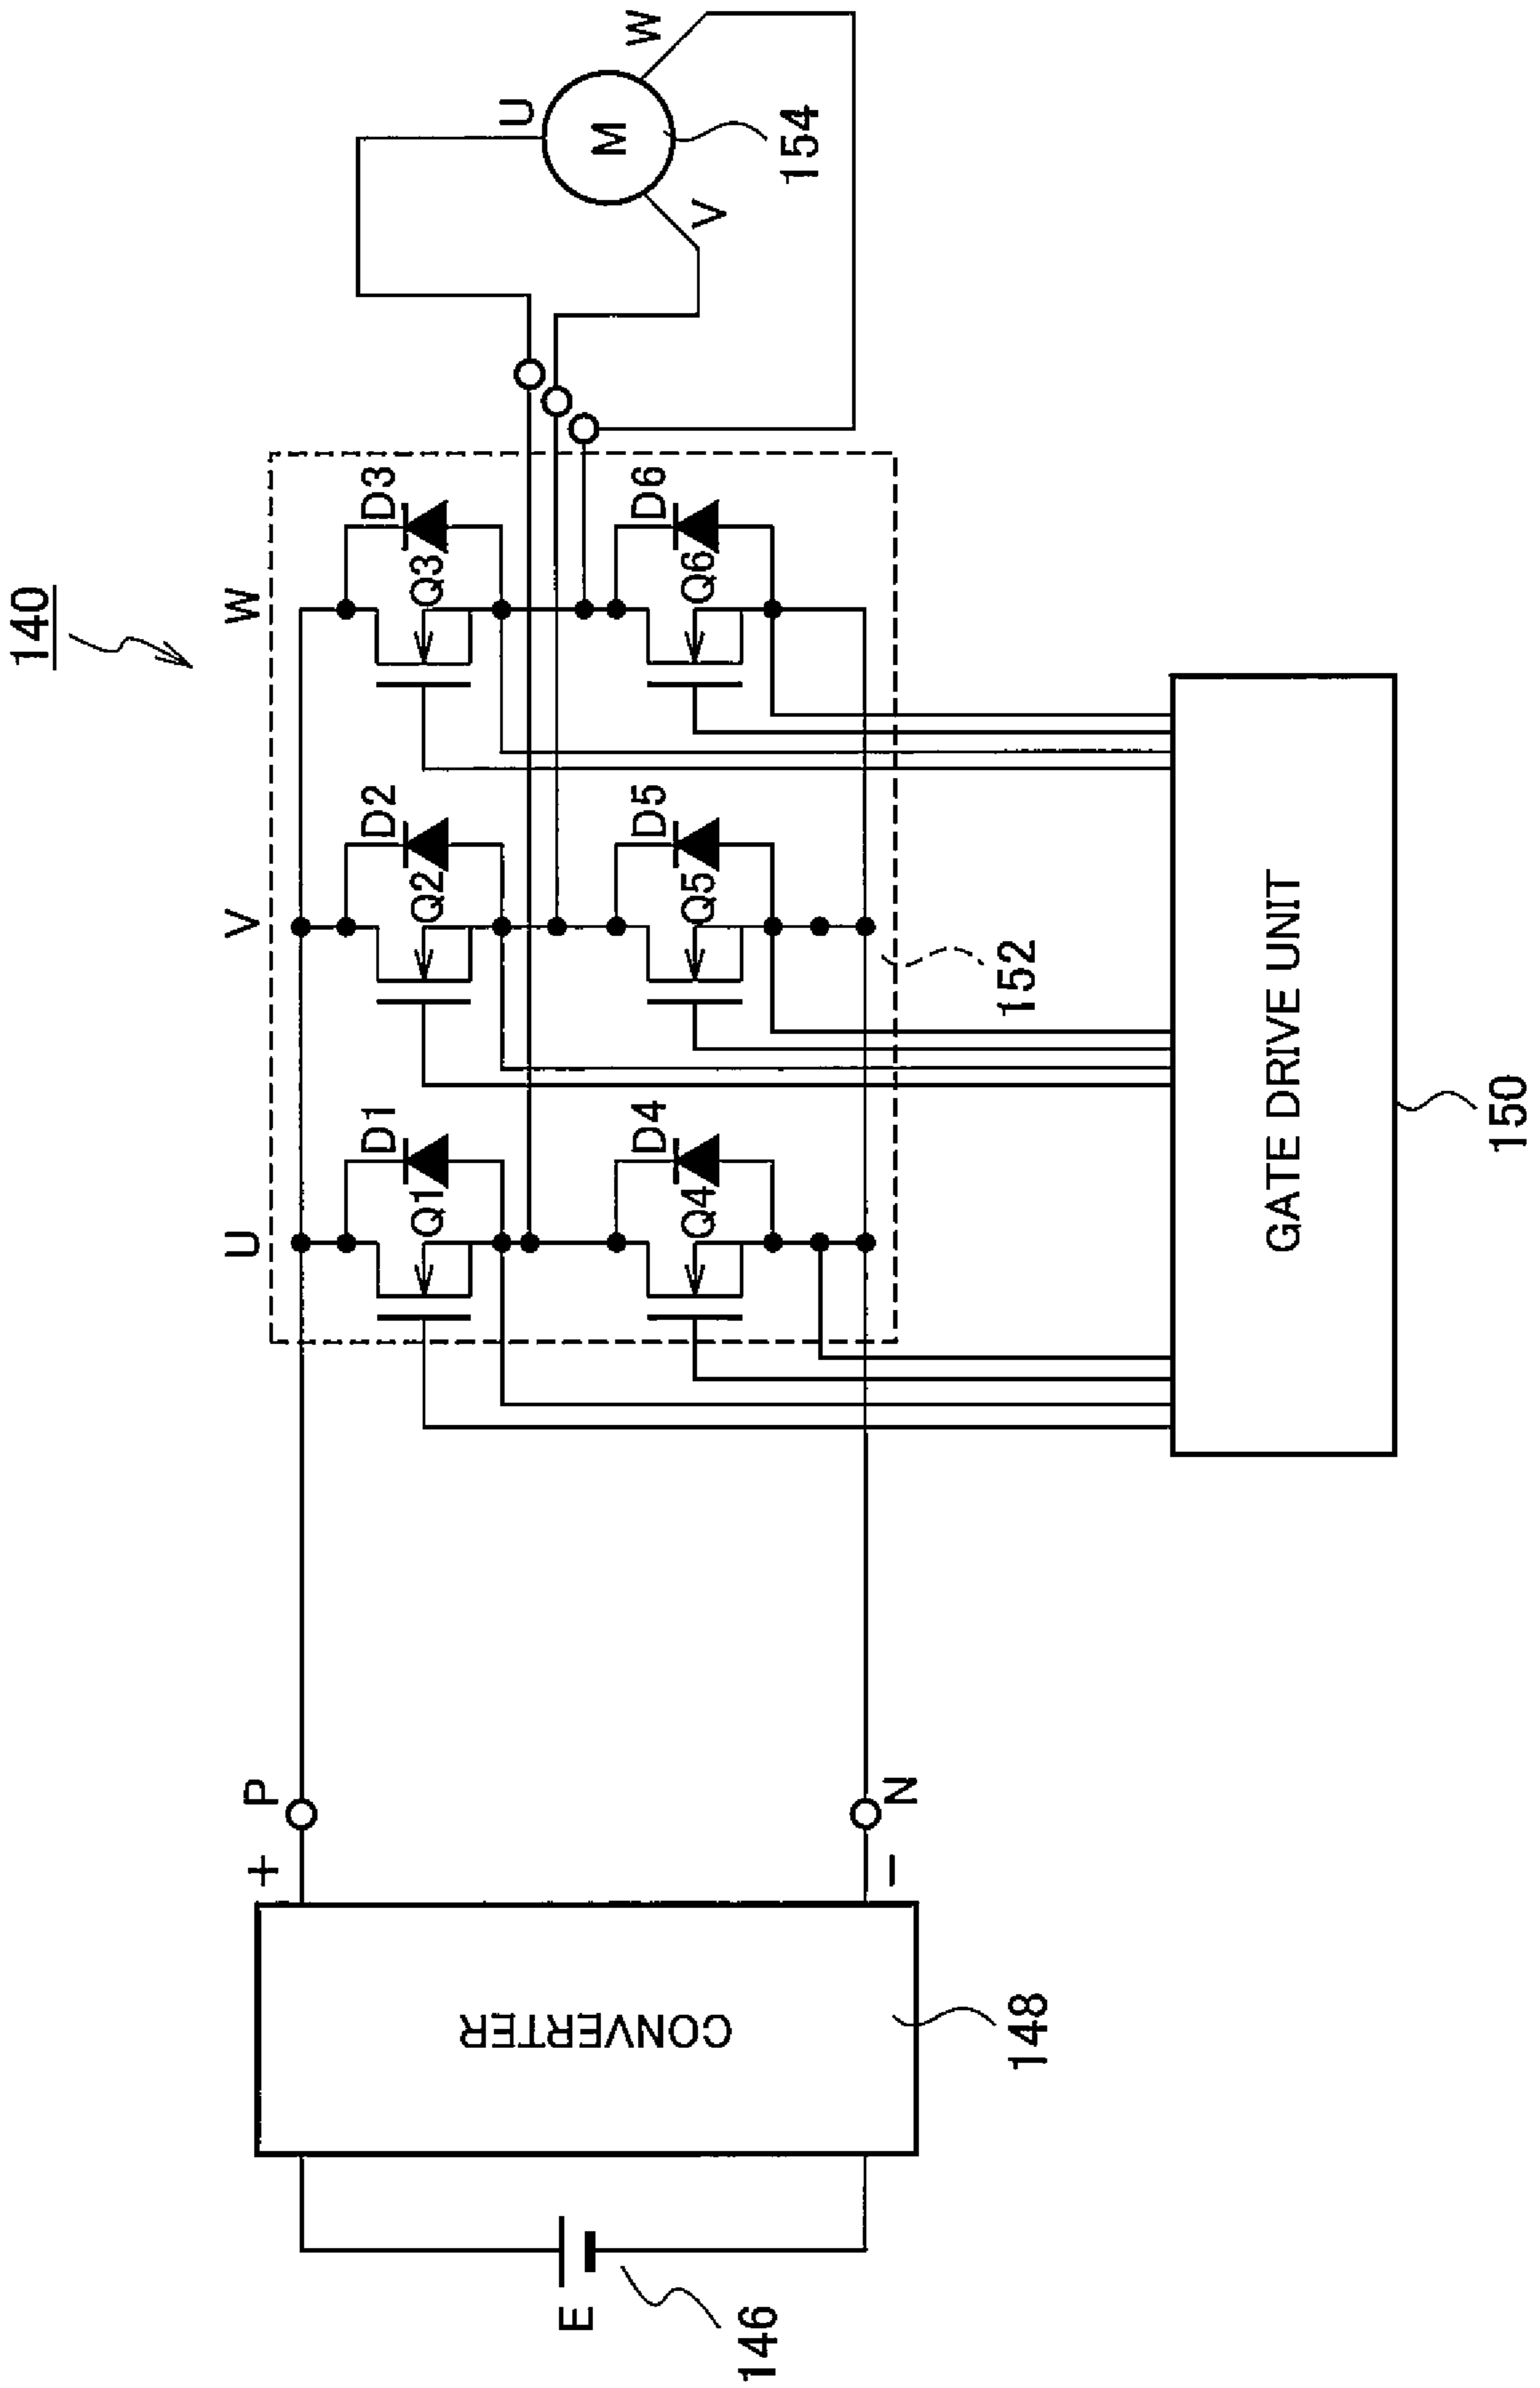 140
U
V
W
D1
D2
D3
Q1
Q2
Q3
D4
D5
D6
Q4
Q5
Q6
152
P
+
N
−
CONVERTER
148
E
146
GATE DRIVE UNIT
150
U
V
W
M
154